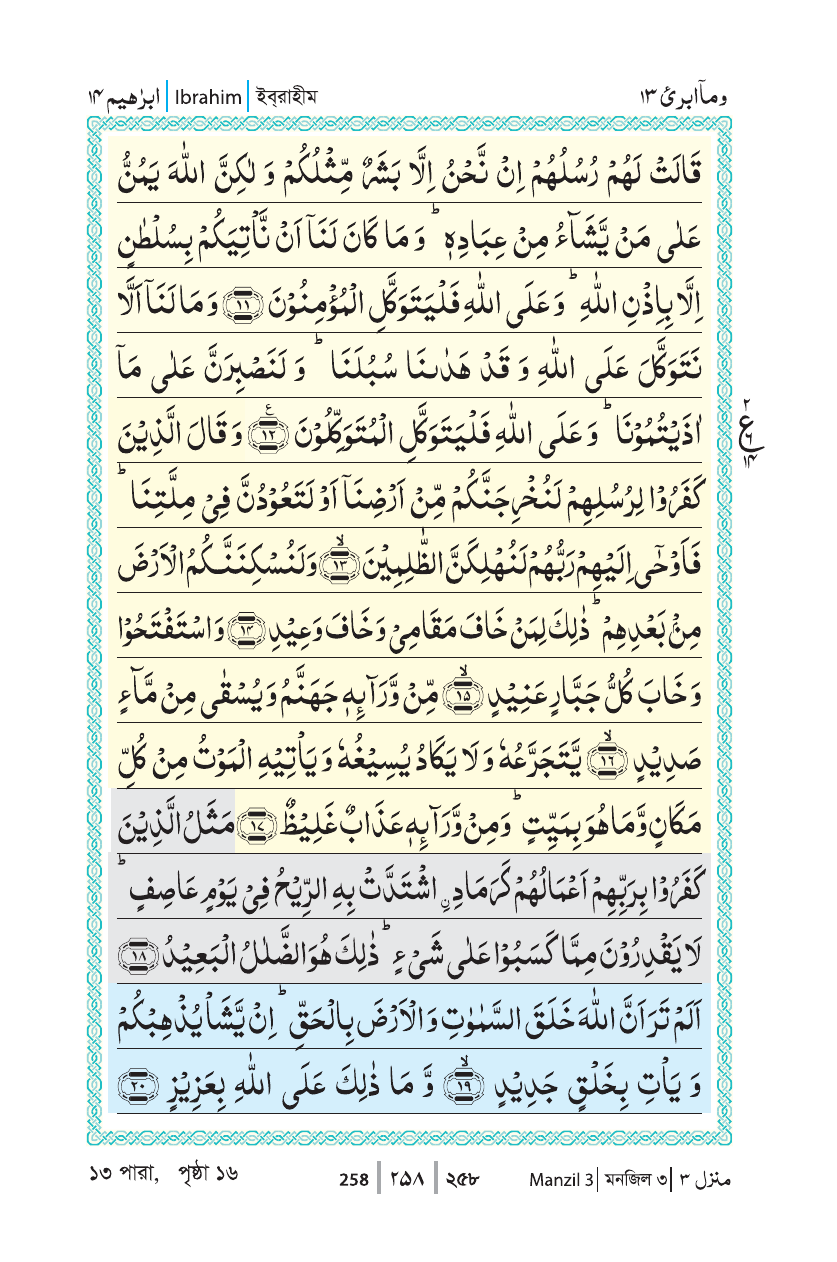 ابرٰهيم ١٤ | Ibrahim | ইব্‌রাহীম
ومآابرئ ١٣
قَالَتْ لَهُمْ رُسُلُهُمْ اِنْ نَّحْنُ اِلَّا بَشَرٌ مِّثْلُكُمْ وَ لٰكِنَّ اللّٰهَ يَمُنُّ
عَلٰى مَنْ يَّشَآءُ مِنْ عِبَادِهٖ ؕ وَ مَا كَانَ لَنَاۤ اَنْ نَّاْتِيَكُمْ بِسُلْطٰنٍ
اِلَّا بِاِذْنِ اللّٰهِ ؕ وَ عَلَى اللّٰهِ فَلْيَتَوَكَّلِ الْمُؤْمِنُوْنَ ﴿١١﴾ وَ مَا لَنَاۤ اَلَّا
نَتَوَكَّلَ عَلَى اللّٰهِ وَ قَدْ هَدٰىنَا سُبُلَنَا ؕ وَ لَنَصْبِرَنَّ عَلٰى مَاۤ
اٰذَيْتُمُوْنَا ؕ وَ عَلَى اللّٰهِ فَلْيَتَوَكَّلِ الْمُتَوَكِّلُوْنَ ﴿١٢﴾ ع وَ قَالَ الَّذِيْنَ
٢
ع ٦
١٤
كَفَرُوْا لِرُسُلِهِمْ لَنُخْرِجَنَّكُمْ مِّنْ اَرْضِنَاۤ اَوْ لَتَعُوْدُنَّ فِىْ مِلَّتِنَا ؕ
فَاَوْحٰۤى اِلَيْهِمْ رَبُّهُمْ لَنُهْلِكَنَّ الظّٰلِمِيْنَ ﴿١٣﴾ ۙ وَ لَنُسْكِنَنَّكُمُ الْاَرْضَ
مِنْۢ بَعْدِهِمْ ؕ ذٰلِكَ لِمَنْ خَافَ مَقَامِىْ وَ خَافَ وَعِيْدِ ﴿١٤﴾ وَ اسْتَفْتَحُوْا
وَ خَابَ كُلُّ جَبَّارٍ عَنِيْدٍ ﴿١٥﴾ ۙ مِّنْ وَّرَآئِهٖ جَهَنَّمُ وَ يُسْقٰى مِنْ مَّآءٍ
صَدِيْدٍ ﴿١٦﴾ ۙ يَّتَجَرَّعُهٗ وَ لَا يَكَادُ يُسِيْغُهٗ وَ يَاْتِيْهِ الْمَوْتُ مِنْ كُلِّ
مَكَانٍ وَّ مَا هُوَ بِمَيِّتٍ ؕ وَ مِنْ وَّرَآئِهٖ عَذَابٌ غَلِيْظٌ ﴿١٧﴾ مَثَلُ الَّذِيْنَ
كَفَرُوْا بِرَبِّهِمْ اَعْمَالُهُمْ كَرَمَادِ ۟اشْتَدَّتْ بِهِ الرِّيْحُ فِىْ يَوْمٍ عَاصِفٍ ؕ
لَا يَقْدِرُوْنَ مِمَّا كَسَبُوْا عَلٰى شَىْءٍ ؕ ذٰلِكَ هُوَ الضَّلٰلُ الْبَعِيْدُ ﴿١٨﴾
اَلَمْ تَرَ اَنَّ اللّٰهَ خَلَقَ السَّمٰوٰتِ وَ الْاَرْضَ بِالْحَقِّ ؕ اِنْ يَّشَاْ يُذْهِبْكُمْ
وَ يَاْتِ بِخَلْقٍ جَدِيْدٍ ﴿١٩﴾ ۙ وَّ مَا ذٰلِكَ عَلَى اللّٰهِ بِعَزِيْزٍ ﴿٢٠﴾
১৩ পারা, পৃষ্ঠা ১৬
258 | ٢٥٨ | ২৫৮
Manzil 3 | মনজিল ৩ | منزل ٣